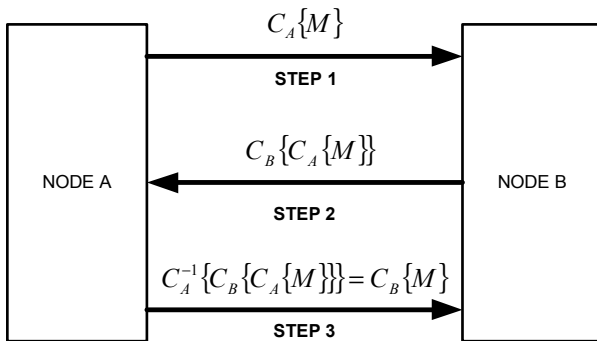 C_A{M}
STEP 1
C_B{C_A{M}}
NODE A
NODE B
STEP 2
C_A^{-1}{C_B{C_A{M}}}=C_B{M}
STEP 3